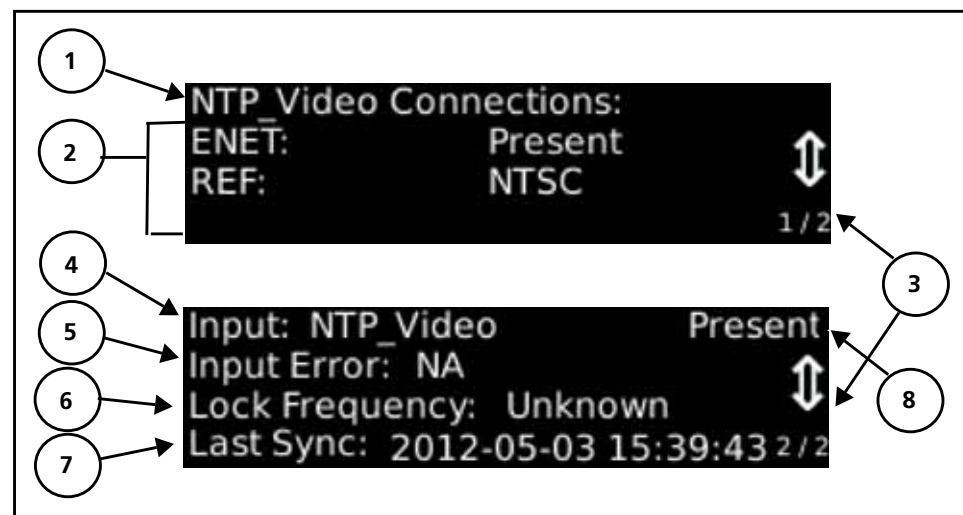 1
NTP_Video Connections:
2
ENET: Present
REF: NTSC
1/2
3
4
Input: NTP_Video Present
5
Input Error: NA
6
Lock Frequency: Unknown
8
7
Last Sync: 2012-05-03 15:39:43 2/2